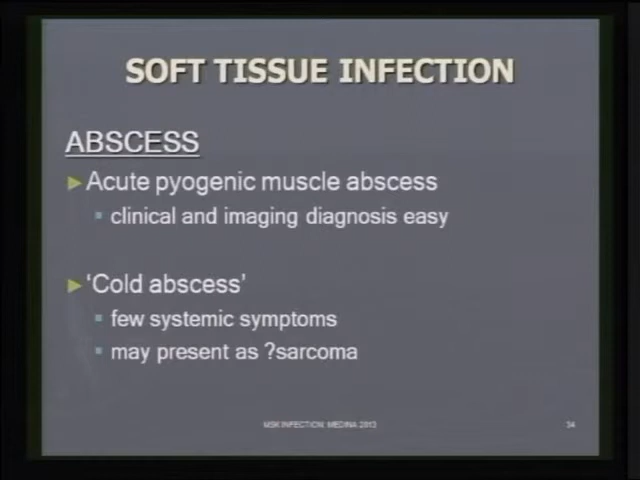 SOFT TISSUE INFECTION
ABSCESS
►Acute pyogenic muscle abscess
▪ clinical and imaging diagnosis easy
►‘Cold abscess’
▪ few systemic symptoms
▪ may present as ?sarcoma
MSK INFECTION: MEDINA 2013
34